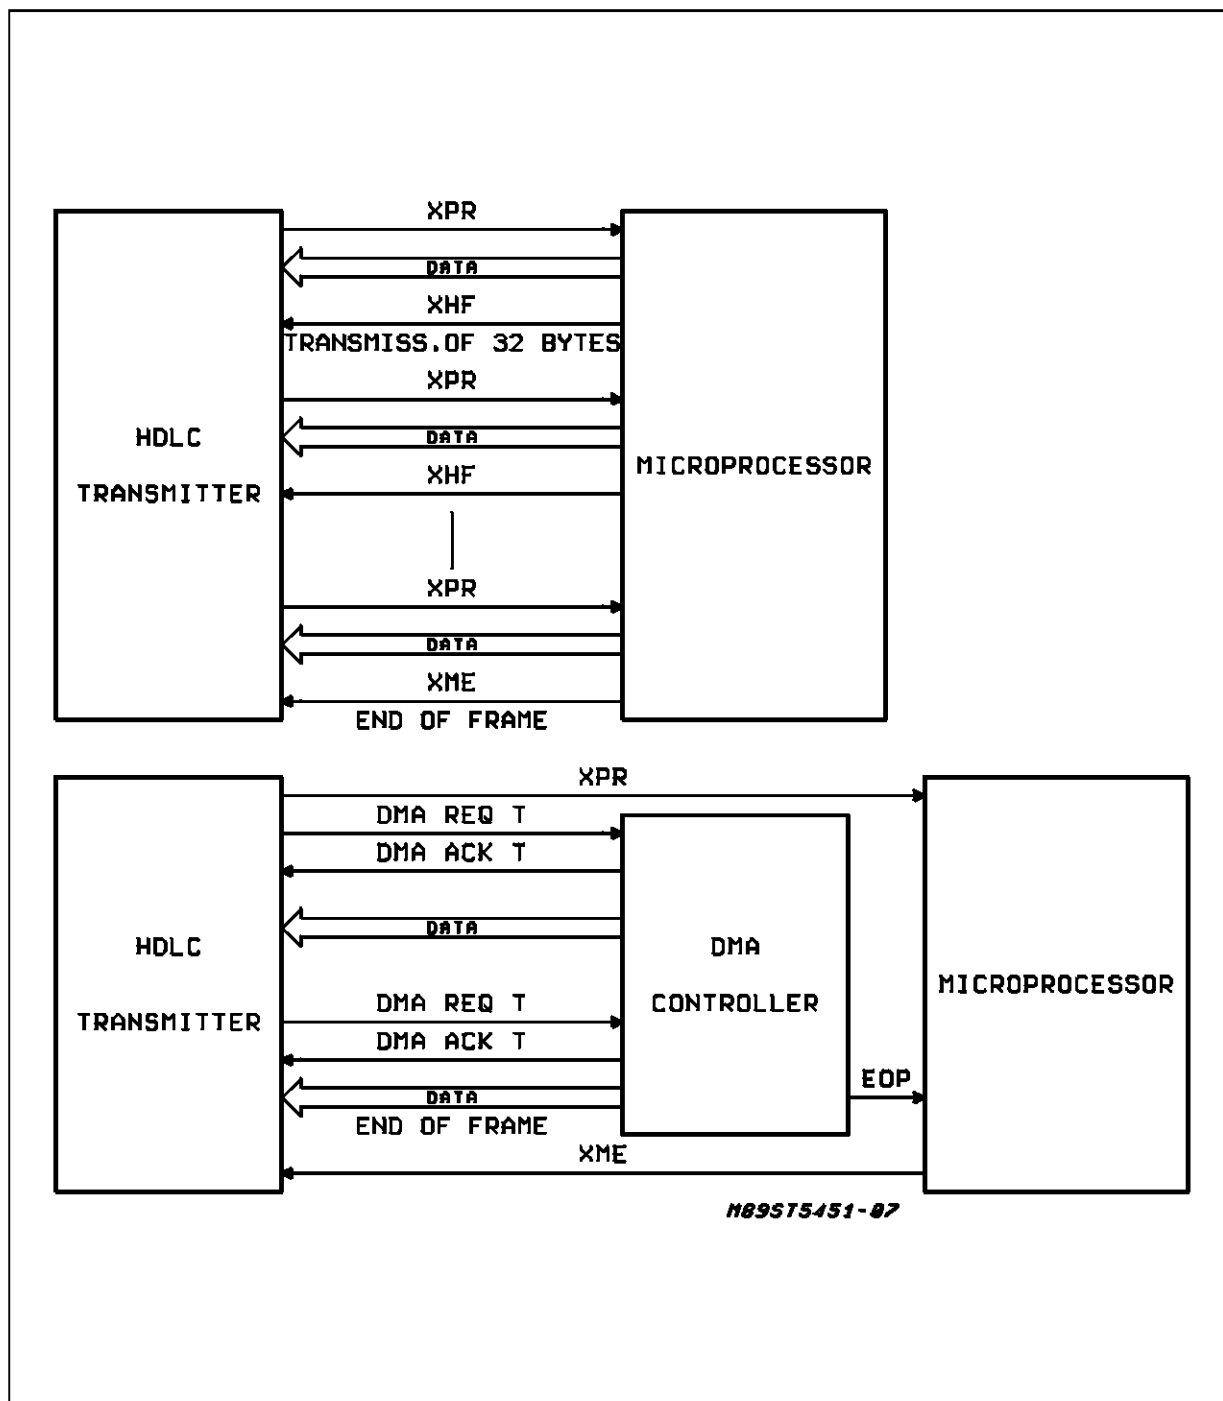 XPR
DATA
XHF
TRANSMISS.OF 32 BYTES
XPR
HDLC
DATA
MICROPROCESSOR
XHF
TRANSMITTER
XPR
DATA
XME
END OF FRAME
XPR
DMA REQ T
DMA ACK T
DATA
HDLC
DMA
MICROPROCESSOR
CONTROLLER
DMA REQ T
TRANSMITTER
DMA ACK T
EOP
DATA
END OF FRAME
XME
M89ST5451-07